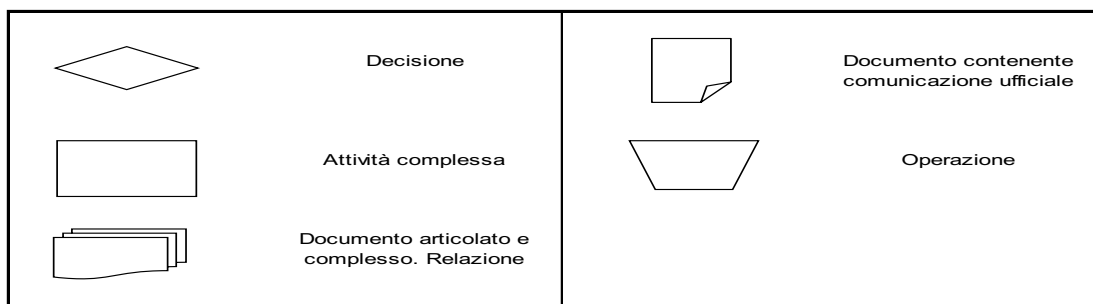 Decisione
Attività complessa
Documento articolato e
complesso. Relazione
Documento contenente
comunicazione ufficiale
Operazione